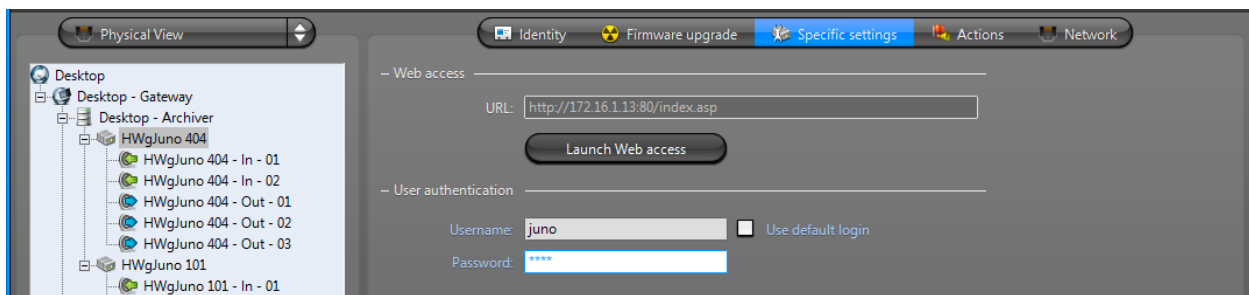 Physical View
Identity
Firmware upgrade
Specific settings
Actions
Network
Desktop
Desktop - Gateway
Desktop - Archiver
HWgJuno 404
HWgJuno 404 - In - 01
HWgJuno 404 - In - 02
HWgJuno 404 - Out - 01
HWgJuno 404 - Out - 02
HWgJuno 404 - Out - 03
HWgJuno 101
HWgJuno 101 - In - 01
Web access
URL: http://172.16.1.13:80/index.asp
Launch Web access
User authentication
Username: juno
Use default login
Password: ****